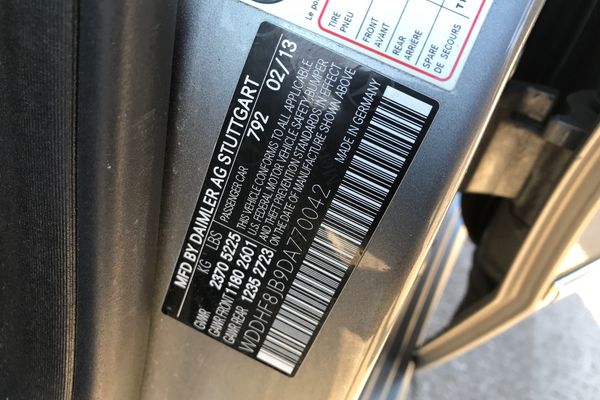 Le po
TIRE
PNEU
FRONT
AVANT
REAR
ARRIÈRE
SPARE
DE SECOURS
MFD BY DAIMLER AG STUTTGART
792 02/13
KG LBS PASSENGER CAR
GVWR 2370 5225
GAWR FRONT 1180 2601
GAWR REAR 1235 2723
THIS VEHICLE CONFORMS TO ALL APPLICABLE
U.S. FEDERAL MOTOR VEHICLE SAFETY BUMPER
AND THEFT PREVENTION STANDARDS IN EFFECT
ON THE DATE OF MANUFACTURE SHOWN ABOVE
WDDHF8JB9DA770042
MADE IN GERMANY